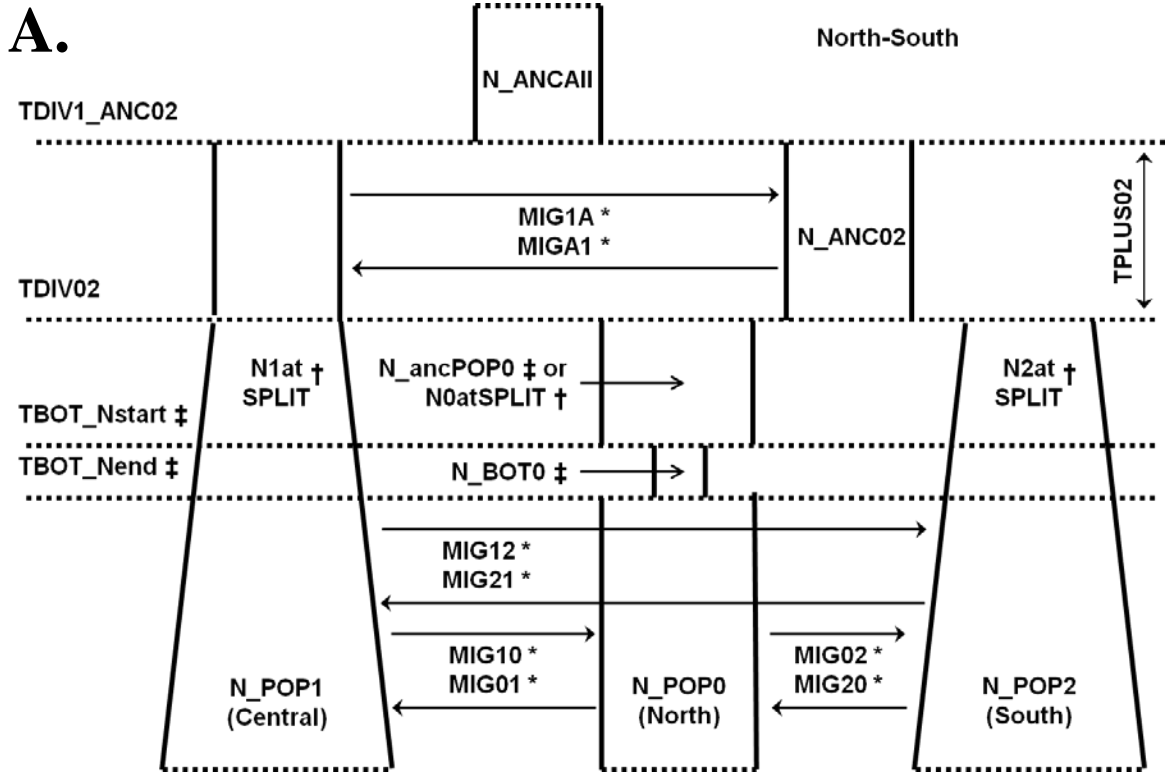 A.
North-South
N_ANCAll
TDIV1_ANC02
MIG1A *
MIGA1 *
N_ANC02
TPLUS02
TDIV02
N1at †
SPLIT
N_ancPOP0 ‡ or
N0atSPLIT †
N2at †
SPLIT
TBOT_Nstart ‡
TBOT_Nend ‡
N_BOT0 ‡
MIG12 *
MIG21 *
MIG10 *
MIG01 *
MIG02 *
MIG20 *
N_POP1
(Central)
N_POP0
(North)
N_POP2
(South)